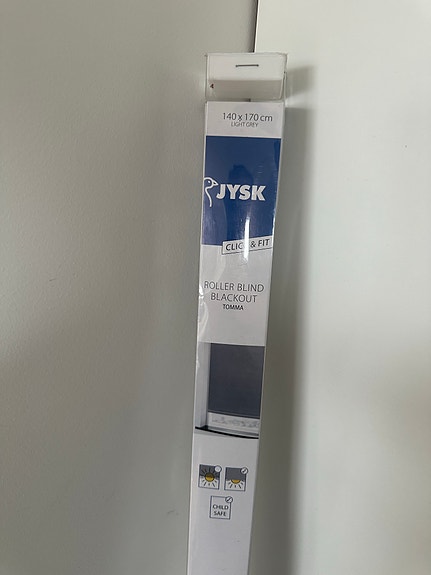 140 x 170 cm
LIGHT GREY
JYSK
CLICK & FIT
ROLLER BLIND
BLACKOUT
TOMMA
CHILD
SAFE